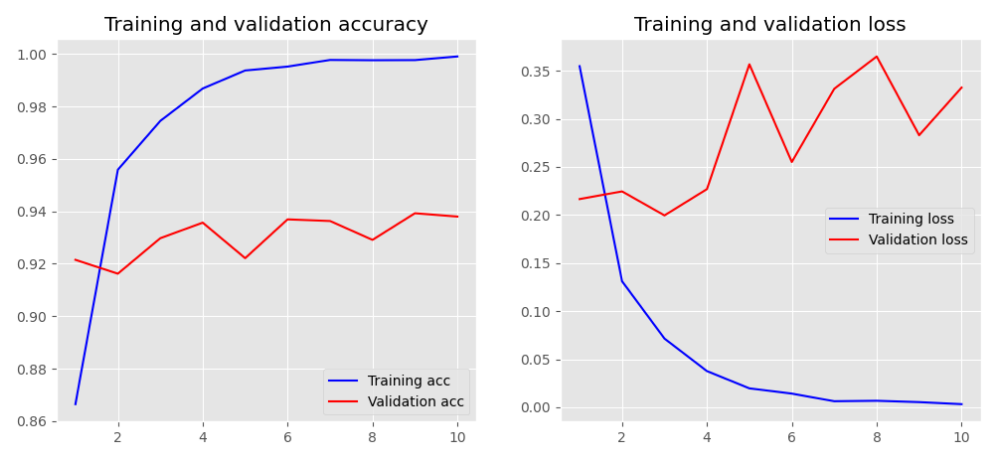 Training and validation accuracy
1.00
0.98
0.96
0.94
0.92
0.90
0.88
0.86
2 4 6 8 10
Training acc
Validation acc
Training and validation loss
0.35
0.30
0.25
0.20
0.15
0.10
0.05
0.00
2 4 6 8 10
Training loss
Validation loss